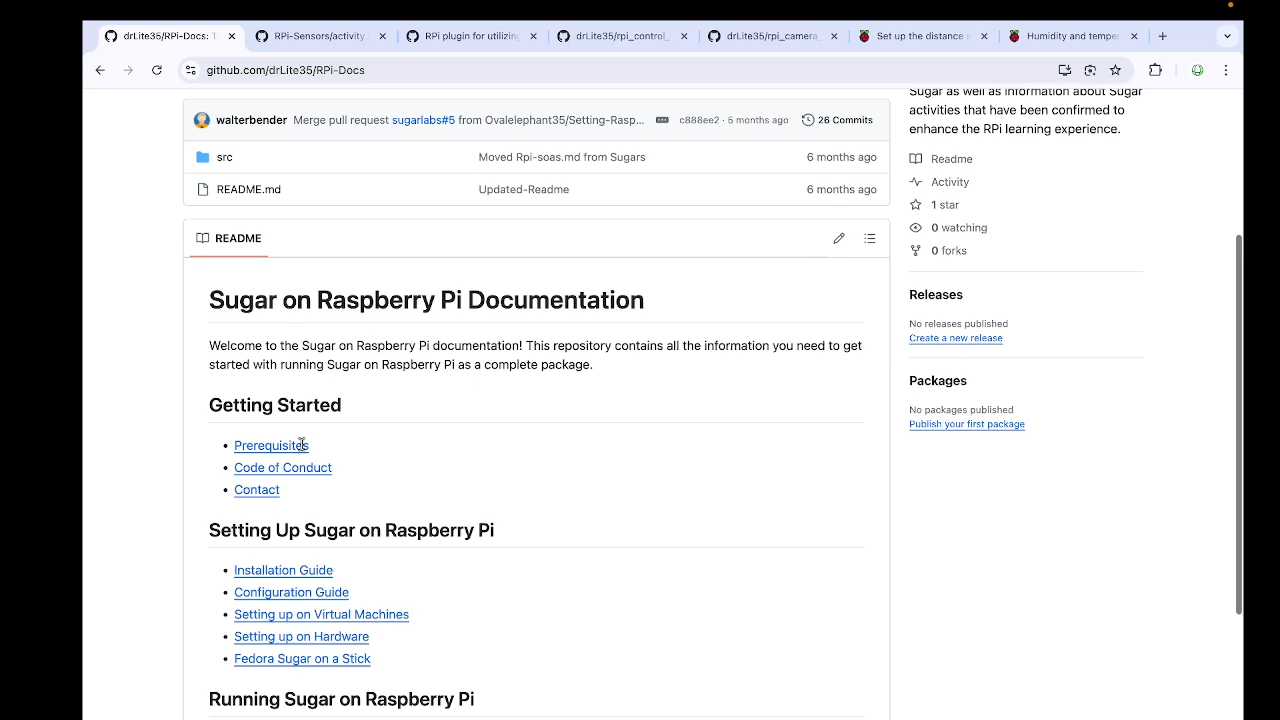 drLite35/RPi-Docs: T
RPi-Sensors/activity.
RPi plugin for utilizing
drLite35/rpi_control_
drLite35/rpi_camera_
Set up the distance s
Humidity and temper
github.com/drLite35/RPi-Docs
Sugar as well as information about Sugar
activities that have been confirmed to
enhance the RPi learning experience.
walterbender Merge pull request sugarlabs#5 from Ovalelephant35/Setting-Rasp... c888ee2 · 5 months ago 26 Commits
src Moved Rpi-soas.md from Sugars 6 months ago
README.md Updated-Readme 6 months ago
Readme
Activity
1 star
0 watching
0 forks
README
Releases
No releases published
Create a new release
Packages
No packages published
Publish your first package
Sugar on Raspberry Pi Documentation
Welcome to the Sugar on Raspberry Pi documentation! This repository contains all the information you need to get
started with running Sugar on Raspberry Pi as a complete package.
Getting Started
Prerequisites
Code of Conduct
Contact
Setting Up Sugar on Raspberry Pi
Installation Guide
Configuration Guide
Setting up on Virtual Machines
Setting up on Hardware
Fedora Sugar on a Stick
Running Sugar on Raspberry Pi